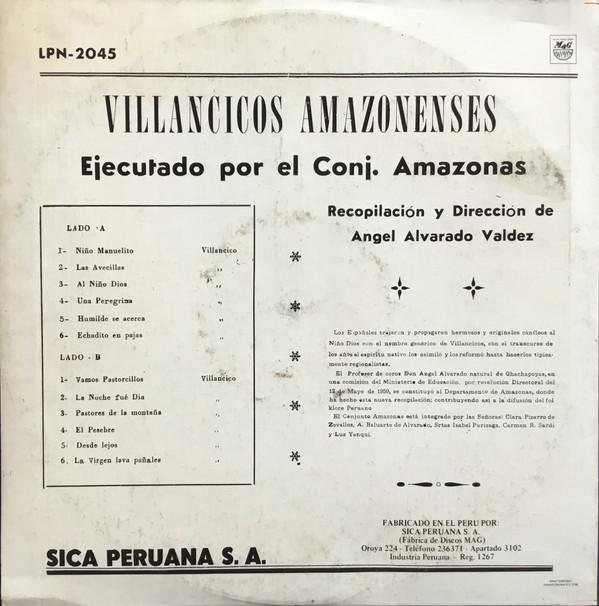 LPN-2045
MAG
VILLANCICOS AMAZONENSES
Ejecutado por el Conj. Amazonas
Recopilación y Dirección de
Angel Alvarado Valdez
LADO · A
1- Niño Manuelito Villancico
2- Las Avecillas ,,
3- Al Niño Dios ,,
4- Una Peregrina ,,
5- Humilde se acerca ,,
6- Echadito en pajas ,,
LADO - B
1- Vamos Pastorcillos Villancico
2- La Noche fué Dia ,,
3- Pastores de la montaña ,,
4- El Pesebre ,,
5- Desde lejos ,,
6. La Virgen lava pañales ,,
Los Españoles trajeron y propagaron hermosos y originales cánticos al
Niño Dios con el nombre genérico de Villancicos, con el transcurso de
los años el espíritu nativo los asimiló y los reformó hasta hacerlos típica-
mente regionalistas.
El Profesor de coros Don Angel Alvarado natural de Chachapoyas, en
una comisión del Ministerio de Educación, por resolución Directoral del
12 de Mayo de 1959, se constituyó al Departamento de Amazonas, donde
ha hecho esta nueva recopilación; contribuyendo así a la difusión del fol
klore Peruano
El Conjunto Amazonas está integrado por las Señoras: Clara Pizarro de
Zevallos, A. Baluarte de Alvarado, Srtas Isabel Purizaga, Carmen R. Sardi
y Luz Yanqui.
FABRICADO EN EL PERU POR:
SICA PERUANA S. A.
(Fábrica de Discos MAG)
Oroya 224 - Teléfono 236371 - Apartado 3102
Industria Peruana - Reg. 1267
SICA PERUANA S. A.